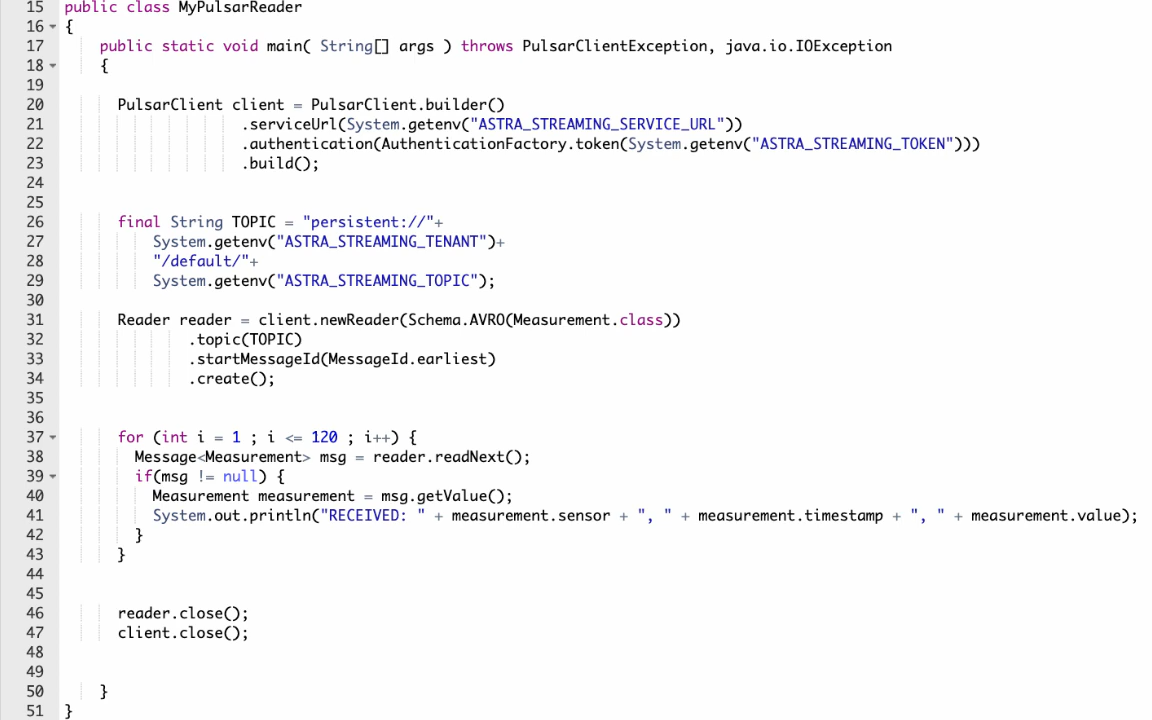 15 public class MyPulsarReader
16 {
17 public static void main( String[] args ) throws PulsarClientException, java.io.IOException
18 {
19
20 PulsarClient client = PulsarClient.builder()
21 .serviceUrl(System.getenv("ASTRA_STREAMING_SERVICE_URL"))
22 .authentication(AuthenticationFactory.token(System.getenv("ASTRA_STREAMING_TOKEN")))
23 .build();
24
25
26 final String TOPIC = "persistent://"+
27 System.getenv("ASTRA_STREAMING_TENANT")+
28 "/default/"+
29 System.getenv("ASTRA_STREAMING_TOPIC");
30
31 Reader reader = client.newReader(Schema.AVRO(Measurement.class))
32 .topic(TOPIC)
33 .startMessageId(MessageId.earliest)
34 .create();
35
36
37 for (int i = 1 ; i <= 120 ; i++) {
38 Message<Measurement> msg = reader.readNext();
39 if(msg != null) {
40 Measurement measurement = msg.getValue();
41 System.out.println("RECEIVED: " + measurement.sensor + ", " + measurement.timestamp + ", " + measurement.value);
42 }
43 }
44
45
46 reader.close();
47 client.close();
48
49
50 }
51 }